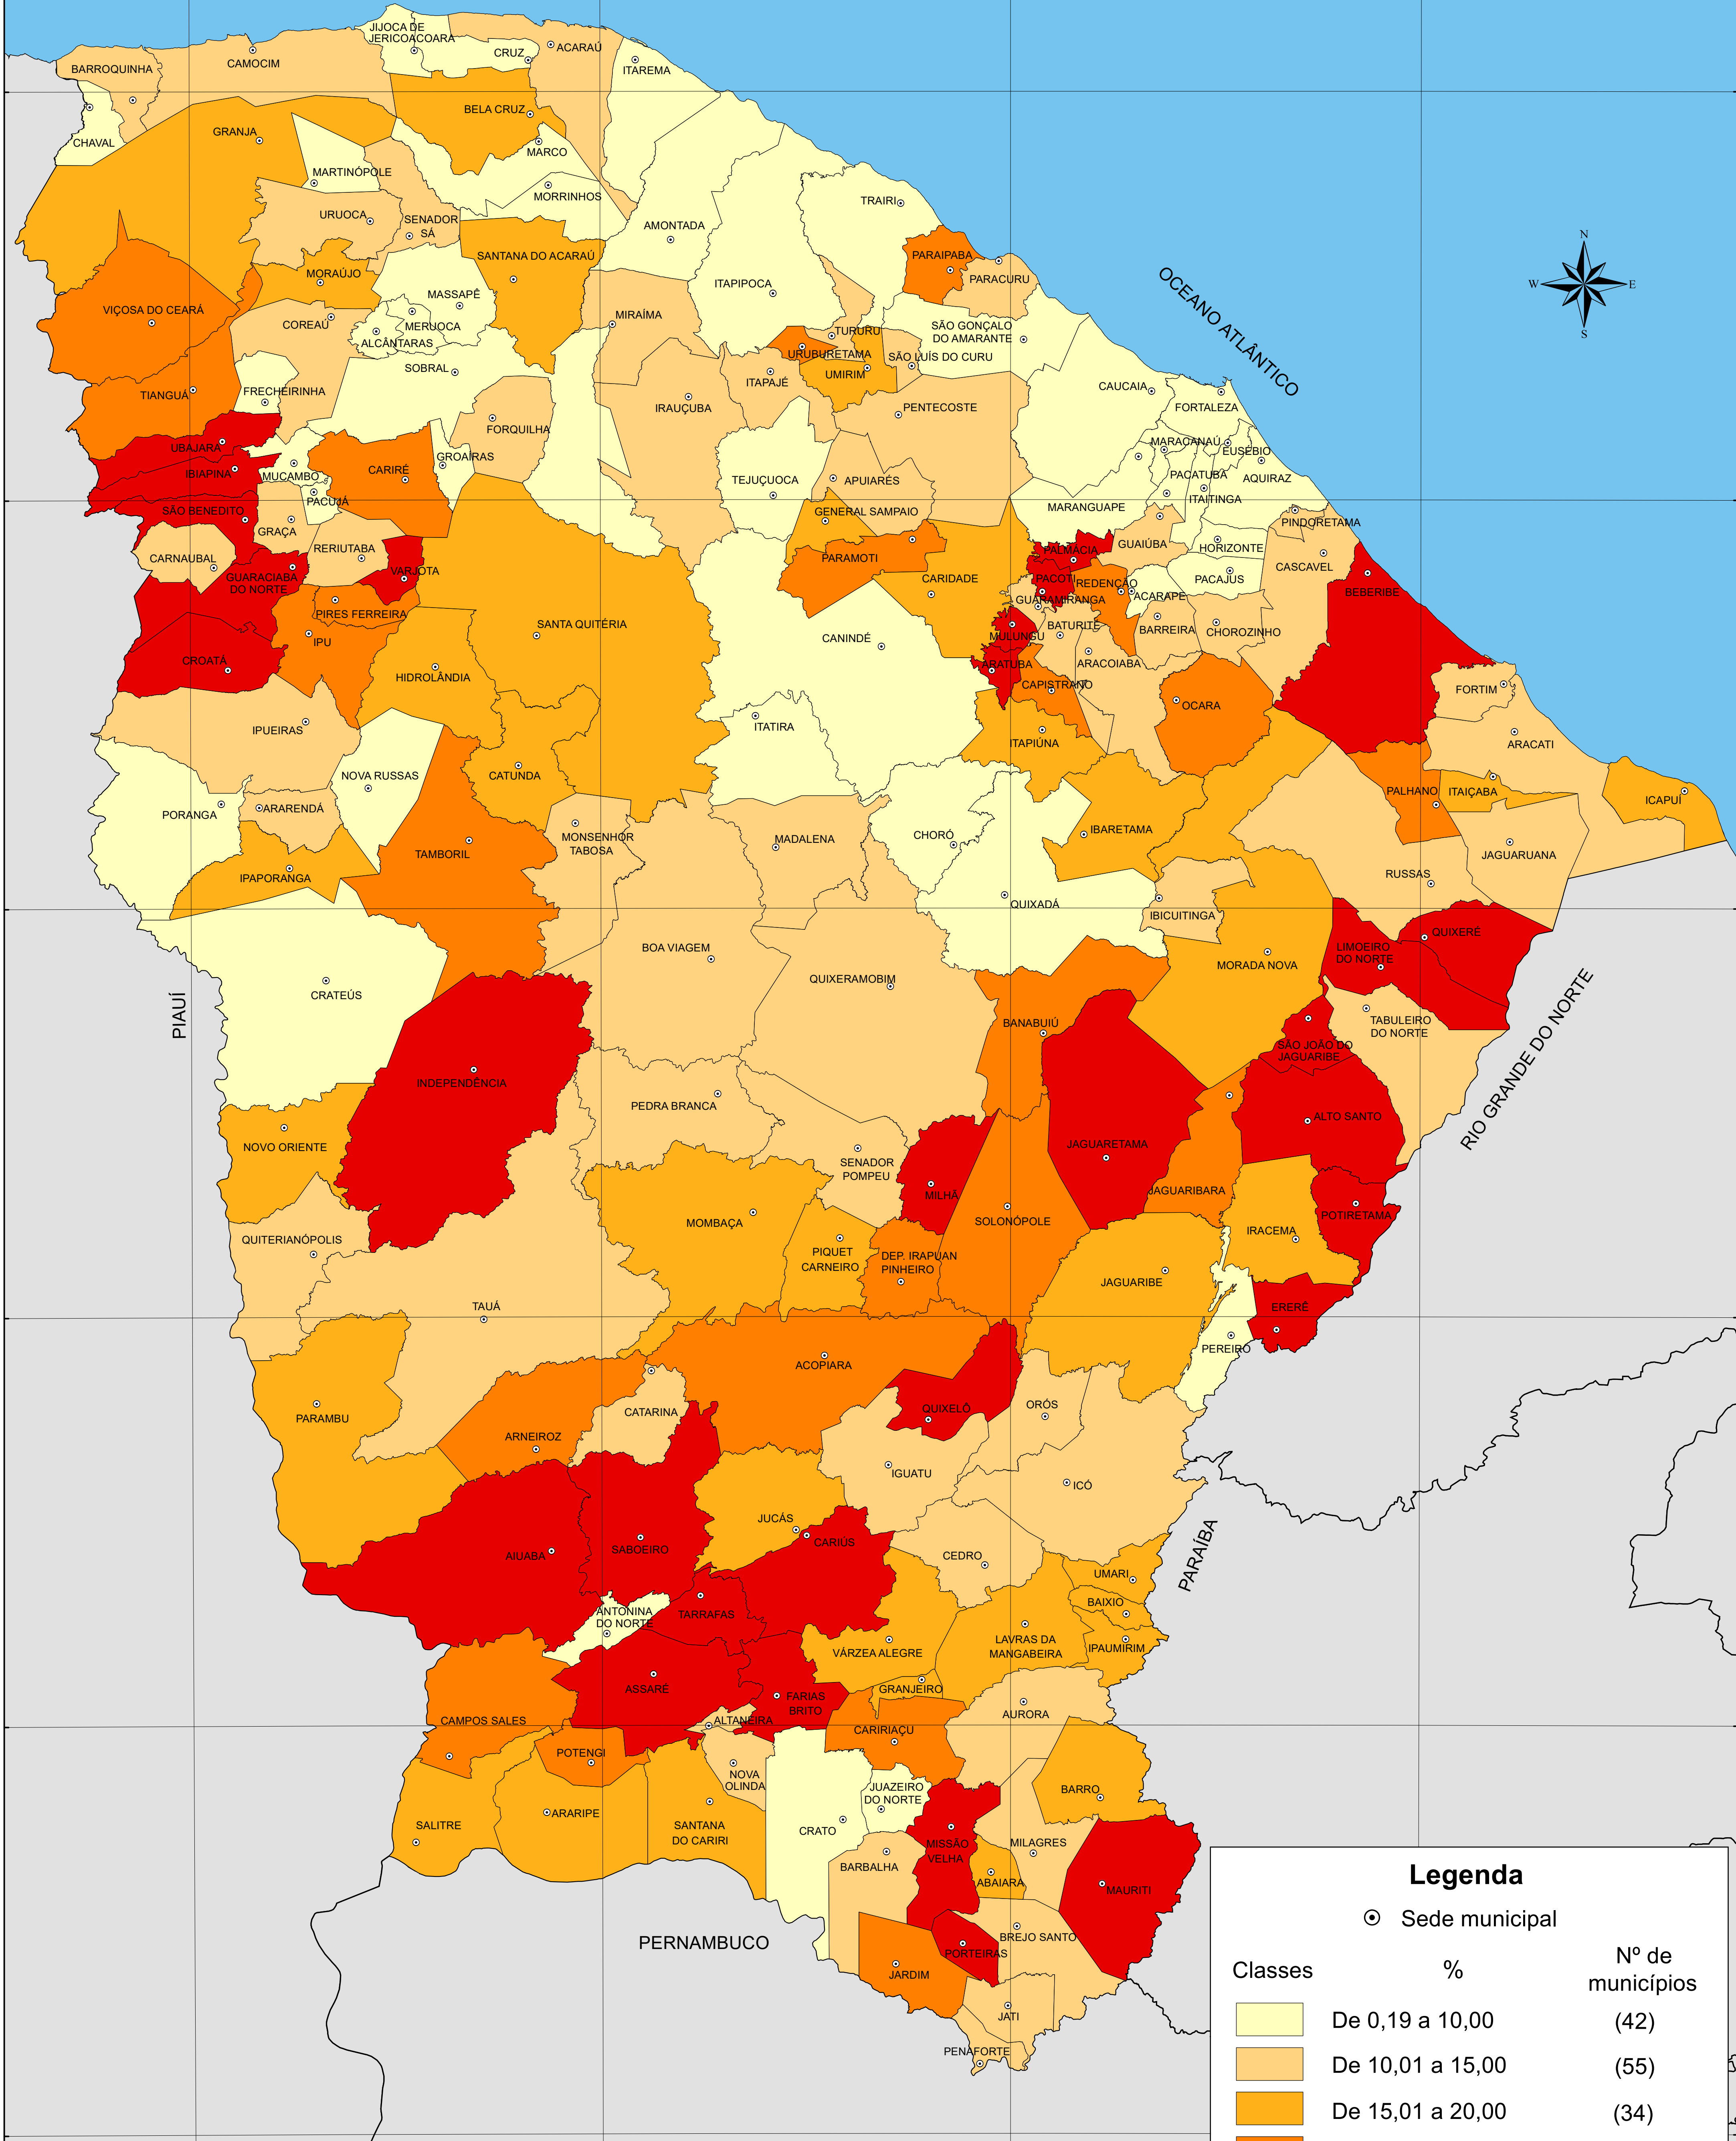 JIJOCA DE
JERICOACOARA
CRUZ
ACARAÚ
BARROQUINHA
CAMOCIM
ITAREMA
CHAVAL
GRANJA
BELA CRUZ
MARCO
MARTINÓPOLE
MORRINHOS
TRAIRI
URUOCA
SENADOR
SÁ
AMONTADA
N
W
E
S
SANTANA DO ACARAÚ
PARAIPABA
PARACURU
MORAÚJO
ITAPIPOCA
OCEANO ATLÂNTICO
VIÇOSA DO CEARÁ
MASSAPÊ
MIRAÍMA
COREAÚ
MERUOCA
ALCÂNTARAS
TURURU
SÃO GONÇALO
DO AMARANTE
URUBURETAMA
SÃO LUÍS DO CURU
SOBRAL
UMIRIM
TIANGUÁ
FRECHEIRINHA
ITAPAJÉ
CAUCAIA
FORTALEZA
IRAUÇUBA
PENTECOSTE
FORQUILHA
UBAJARA
MARACANAÚ
EUSÉBIO
IBIAPINA
MUCAMBO
CARIRÉ
GROAÍRAS
TEJUÇUOCA
APUIARÉS
PACATUBA
AQUIRAZ
PACUJÁ
ITAITINGA
MARANGUAPE
SÃO BENEDITO
GRAÇA
GENERAL SAMPAIO
PINDORETAMA
CARNAUBAL
RERIUTABA
PARAMOTI
PALMÁCIA
GUAIÚBA
HORIZONTE
CASCAVEL
GUARACIABA
DO NORTE
VARJOTA
CARIDADE
PACOTI
REDENÇÃO
PACAJUS
BEBERIBE
PIRES FERREIRA
GUARAMIRANGA
ACARAPE
SANTA QUITÉRIA
CANINDÉ
MULUNGU
BATURITÉ
BARREIRA
CHOROZINHO
IPU
CROATÁ
HIDROLÂNDIA
ARATUBA
ARACOIABA
CAPISTRANO
FORTIM
OCARA
IPUEIRAS
ITATIRA
ITAPIÚNA
ARACATI
NOVA RUSSAS
CATUNDA
PALHANO
ITAIÇABA
ICAPUÍ
PORANGA
ARARENDÁ
MONSENHOR
TABOSA
MADALENA
CHORÓ
IBARETAMA
TAMBORIL
JAGUARUANA
IPAPORANGA
RUSSAS
QUIXADÁ
IBICUITINGA
BOA VIAGEM
QUIXERÉ
LIMOEIRO
DO NORTE
MORADA NOVA
QUIXERAMOBIM
CRATEÚS
PIAUÍ
BANABUIÚ
TABULEIRO
DO NORTE
RIO GRANDE DO NORTE
SÃO JOÃO DO
JAGUARIBE
INDEPENDÊNCIA
PEDRA BRANCA
ALTO SANTO
NOVO ORIENTE
JAGUARETAMA
SENADOR
POMPEU
MILHÃ
JAGUARIBARA
MOMBAÇA
SOLONÓPOLE
POTIRETAMA
IRACEMA
QUITERIANÓPOLIS
PIQUET
CARNEIRO
DEP. IRAPUAN
PINHEIRO
JAGUARIBE
TAUÁ
ERERÊ
PEREIRO
ACOPIARA
PARAMBU
CATARINA
QUIXELÔ
ORÓS
ARNEIROZ
IGUATU
ICÓ
JUCÁS
CARIÚS
SABOEIRO
AIUABA
CEDRO
PARAÍBA
UMARI
BAIXIO
ANTONINA
DO NORTE
TARRAFAS
LAVRAS DA
MANGABEIRA
IPAUMIRIM
VÁRZEA ALEGRE
ASSARÉ
FARIAS
BRITO
GRANJEIRO
AURORA
CAMPOS SALES
ALTANEIRA
CARIRIAÇU
POTENGI
NOVA
OLINDA
JUAZEIRO
DO NORTE
BARRO
ARARIPE
SALITRE
SANTANA
DO CARIRI
CRATO
MISSÃO
VELHA
MILAGRES
BARBALHA
ABAIARA
MAURITI
PERNAMBUCO
BREJO SANTO
PORTEIRAS
JARDIM
JATI
PENAFORTE
Legenda
Sede municipal
Classes % Nº de
municípios
De 0,19 a 10,00 (42)
De 10,01 a 15,00 (55)
De 15,01 a 20,00 (34)